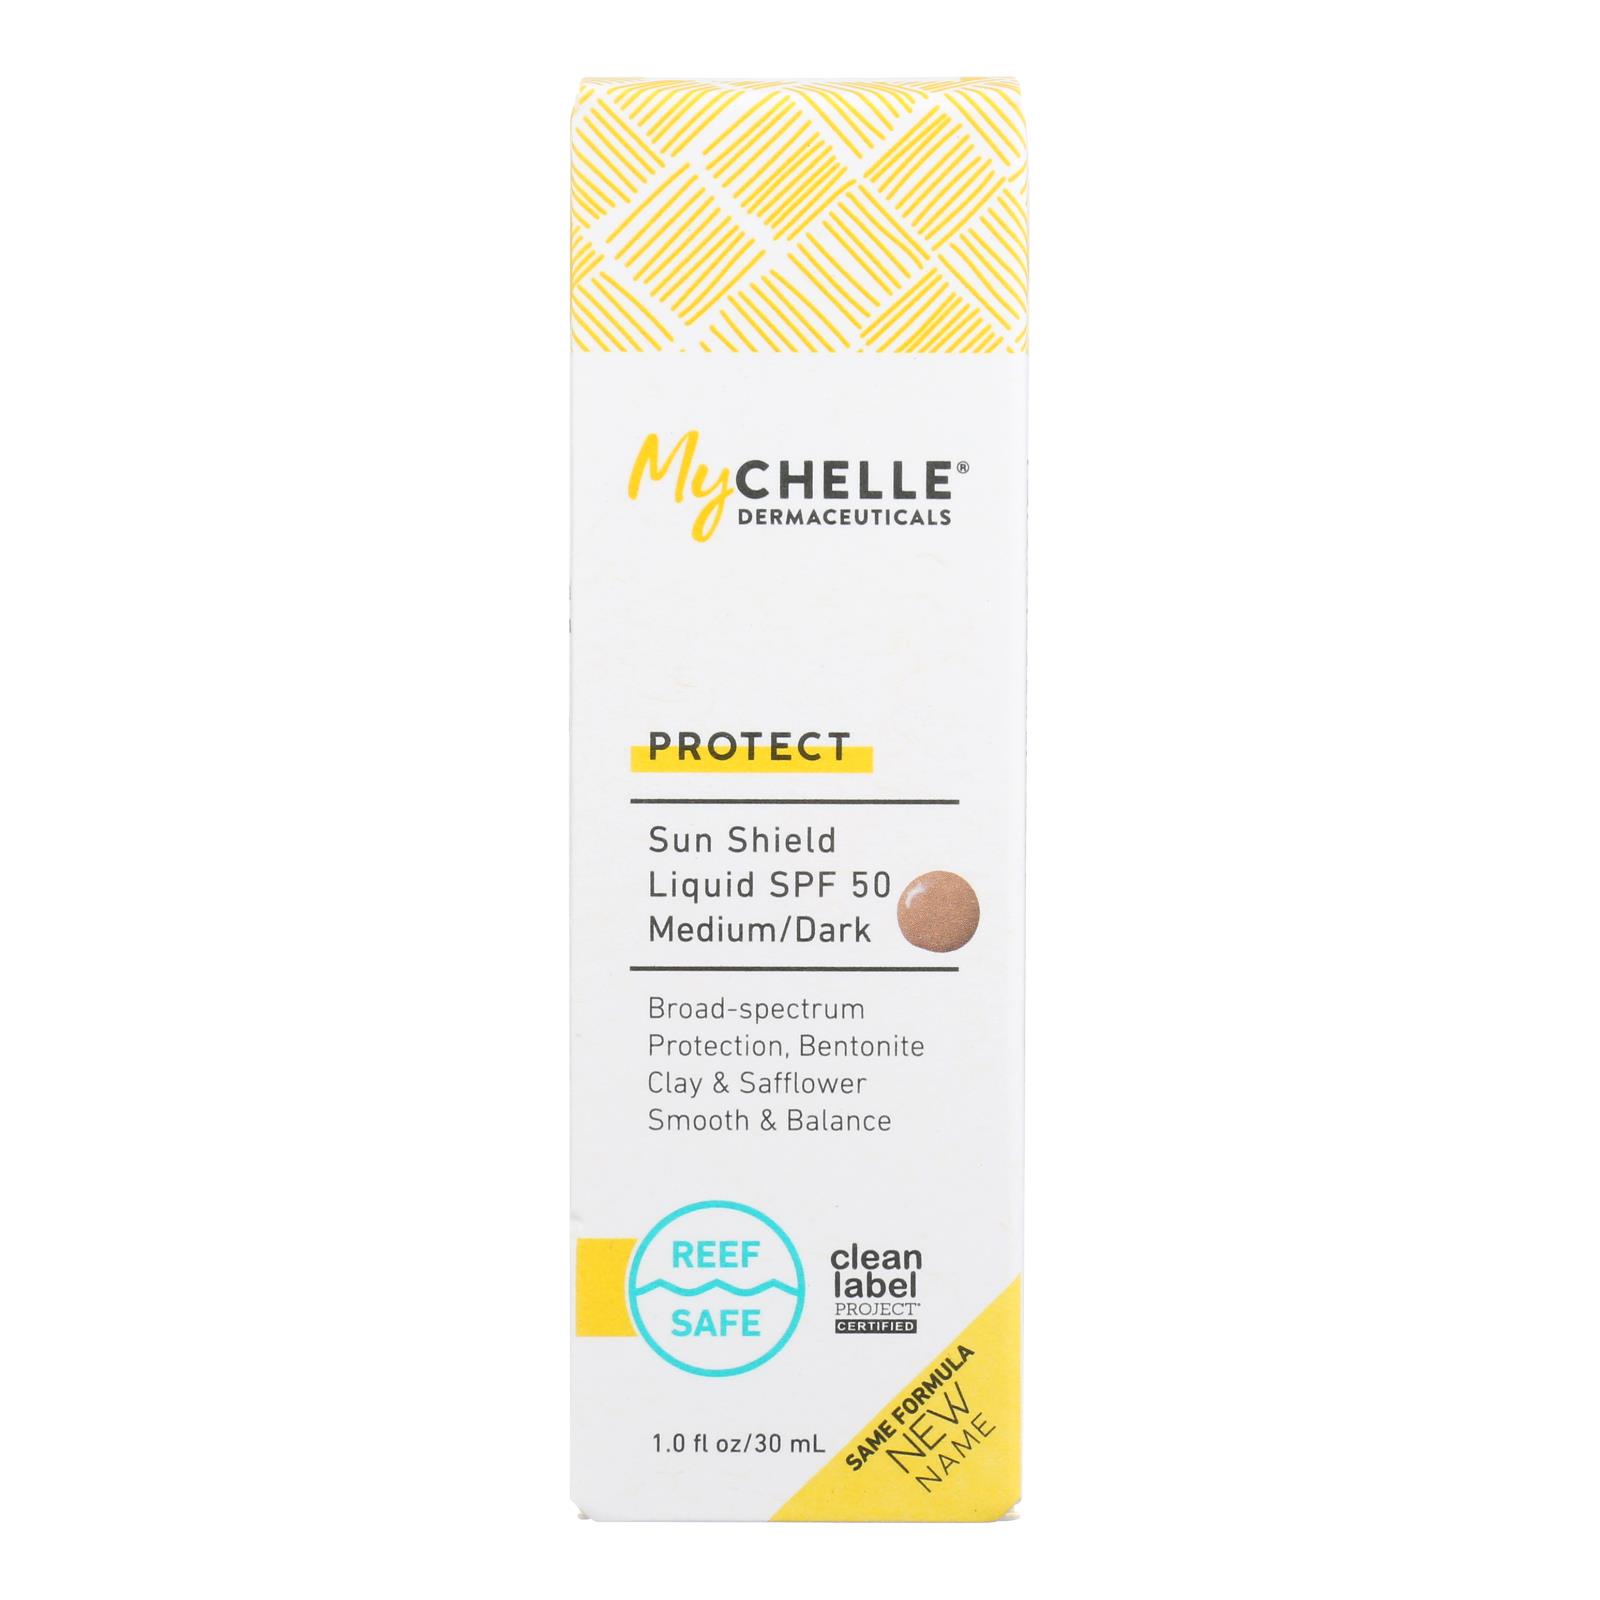 MyCHELLE®
DERMACEUTICALS
PROTECT
Sun Shield
Liquid SPF 50
Medium/Dark
Broad-spectrum
Protection, Bentonite
Clay & Safflower
Smooth & Balance
REEF
SAFE
clean
label
PROJECT®
CERTIFIED
1.0 fl oz/30 mL
SAME FORMULA
NEW
NAME